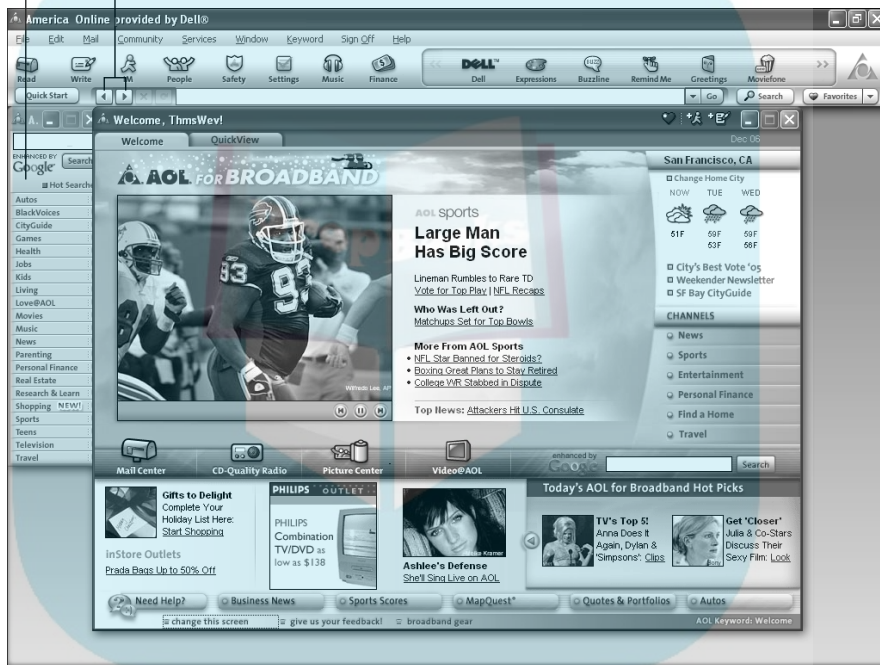 America Online provided by Dell®
File Edit Mail Community Services Window Keyword Sign Off Help
Read Write IM People Safety Settings Music Finance Dell Expressions Buzzline Remind Me Greetings Moviefone
DELL™
BUZZ
Quick Start Go Search Favorites
A.
Welcome, ThmsWev!
Welcome QuickView Dec 06
ENHANCED BY
Google Search
Hot Searche
Autos
BlackVoices
CityGuide
Games
Health
Jobs
Kids
Living
Love@AOL
Movies
Music
News
Parenting
Personal Finance
Real Estate
Research & Learn
Shopping NEW!
Sports
Teens
Television
Travel
AOL FOR BROADBAND
93
Wilfredo Lee, AP
AOL sports
Large Man
Has Big Score
Lineman Rumbles to Rare TD
Vote for Top Play | NFL Recaps
Who Was Left Out?
Matchups Set for Top Bowls
More From AOL Sports
• NFL Star Banned for Steroids?
• Boxing Great Plans to Stay Retired
• College WR Stabbed in Dispute
Top News: Attackers Hit U.S. Consulate
San Francisco, CA
Change Home City
NOW TUE WED
51F 59F 59F
53F 56F
City's Best Vote '05
Weekender Newsletter
SF Bay CityGuide
CHANNELS
News
Sports
Entertainment
Personal Finance
Find a Home
Travel
Mail Center CD-Quality Radio Picture Center Video@AOL
enhanced by
Google Search
Gifts to Delight
Complete Your
Holiday List Here:
Start Shopping
inStore Outlets
Prada Bags Up to 50% Off
PHILIPS OUTLET
PHILIPS
Combination
TV/DVD as
low as $138
Ashlee's Defense
She'll Sing Live on AOL
Today's AOL for Broadband Hot Picks
TV's Top 5!
Anna Does It
Again, Dylan &
'Simpsons': Clips
Get 'Closer'
Julia & Co-Stars
Discuss Their
Sexy Film: Look
Need Help? Business News Sports Scores MapQuest® Quotes & Portfolios Autos
change this screen give us your feedback! broadband gear AOL Keyword: Welcome